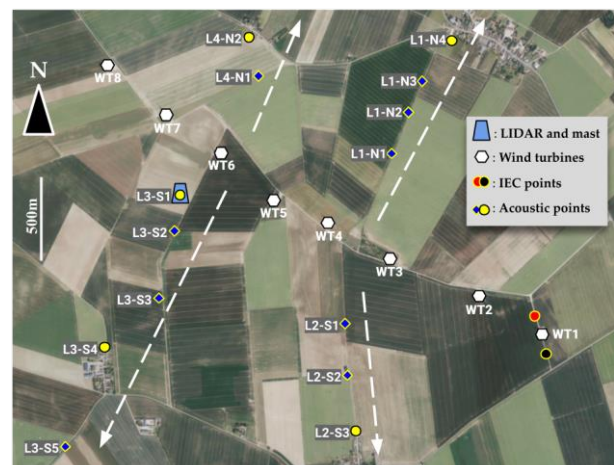 L4-N2
L1-N4
WT8
L4-N1
L1-N3
N
WT7
L1-N2
WT6
L1-N1
: LIDAR and mast
: Wind turbines
: IEC points
: Acoustic points
L3-S1
WT5
500m
L3-S2
WT4
WT3
L3-S3
WT2
L2-S1
WT1
L3-S4
L2-S2
L2-S3
L3-S5